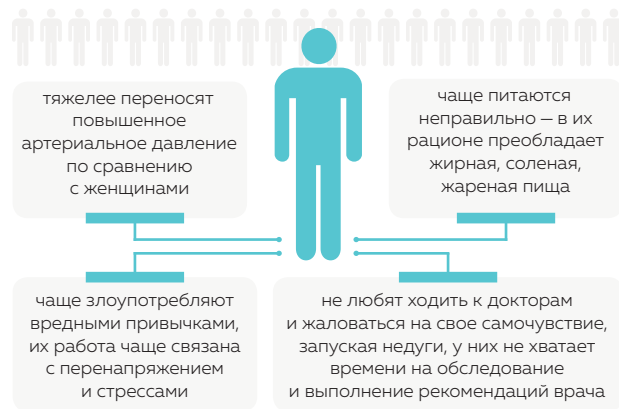 тяжелее переносят
повышенное
артериальное давление
по сравнению
с женщинами
чаще питаются
неправильно — в их
рационе преобладает
жирная, соленая,
жареная пища
чаще злоупотребляют
вредными привычками,
их работа чаще связана
с перенапряжением
и стрессами
не любят ходить к докторам
и жаловаться на свое самочувствие,
запуская недуги, у них не хватает
времени на обследование
и выполнение рекомендаций врача